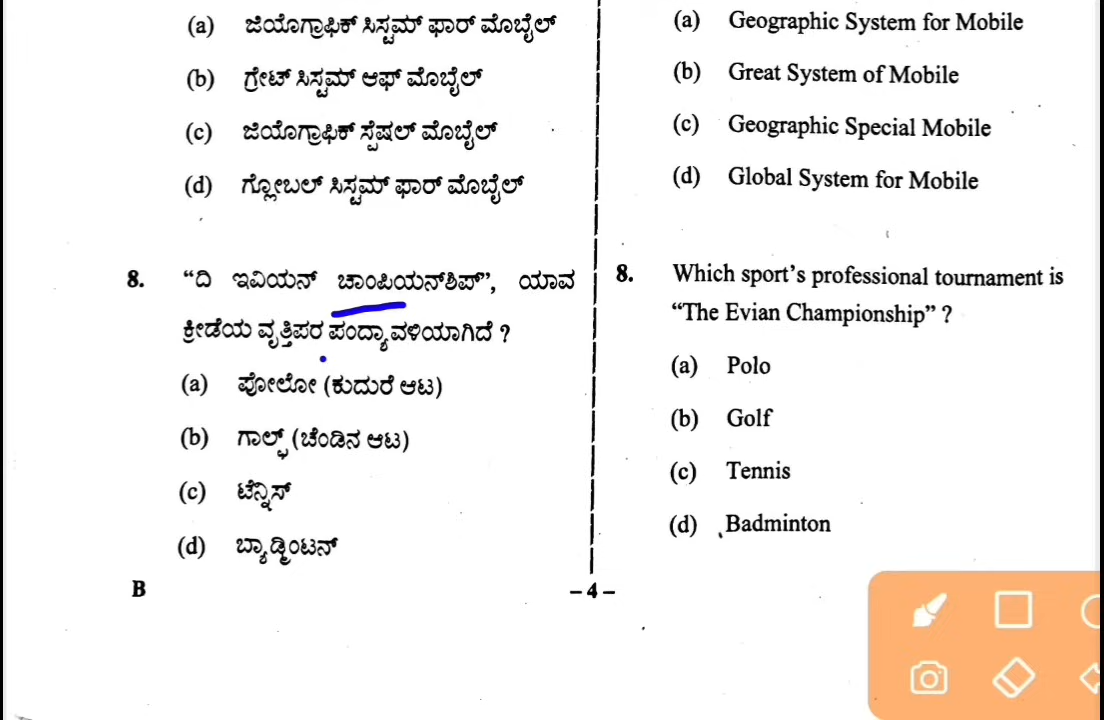 (a) ಜಿಯೋಗ್ರಾಫಿಕ್ ಸಿಸ್ಟಮ್ ಫಾರ್ ಮೊಬೈಲ್
(b) ಗ್ರೇಟ್ ಸಿಸ್ಟಮ್ ಆಫ್ ಮೊಬೈಲ್
(c) ಜಿಯೋಗ್ರಾಫಿಕ್ ಸ್ಪೆಷಲ್ ಮೊಬೈಲ್
(d) ಗ್ಲೋಬಲ್ ಸಿಸ್ಟಮ್ ಫಾರ್ ಮೊಬೈಲ್
8. “ದಿ ಇವಿಯನ್ ಚಾಂಪಿಯನ್‌ಶಿಪ್”, ಯಾವ
ಕ್ರೀಡೆಯ ವೃತ್ತಿಪರ ಪಂದ್ಯಾವಳಿಯಾಗಿದೆ ?
(a) ಪೋಲೋ (ಕುದುರೆ ಆಟ)
(b) ಗಾಲ್ಫ್ (ಚೆಂಡಿನ ಆಟ)
(c) ಟೆನ್ನಿಸ್
(d) ಬ್ಯಾಡ್ಮಿಂಟನ್
(a) Geographic System for Mobile
(b) Great System of Mobile
(c) Geographic Special Mobile
(d) Global System for Mobile
8. Which sport’s professional tournament is
“The Evian Championship” ?
(a) Polo
(b) Golf
(c) Tennis
(d) Badminton
B
– 4 –